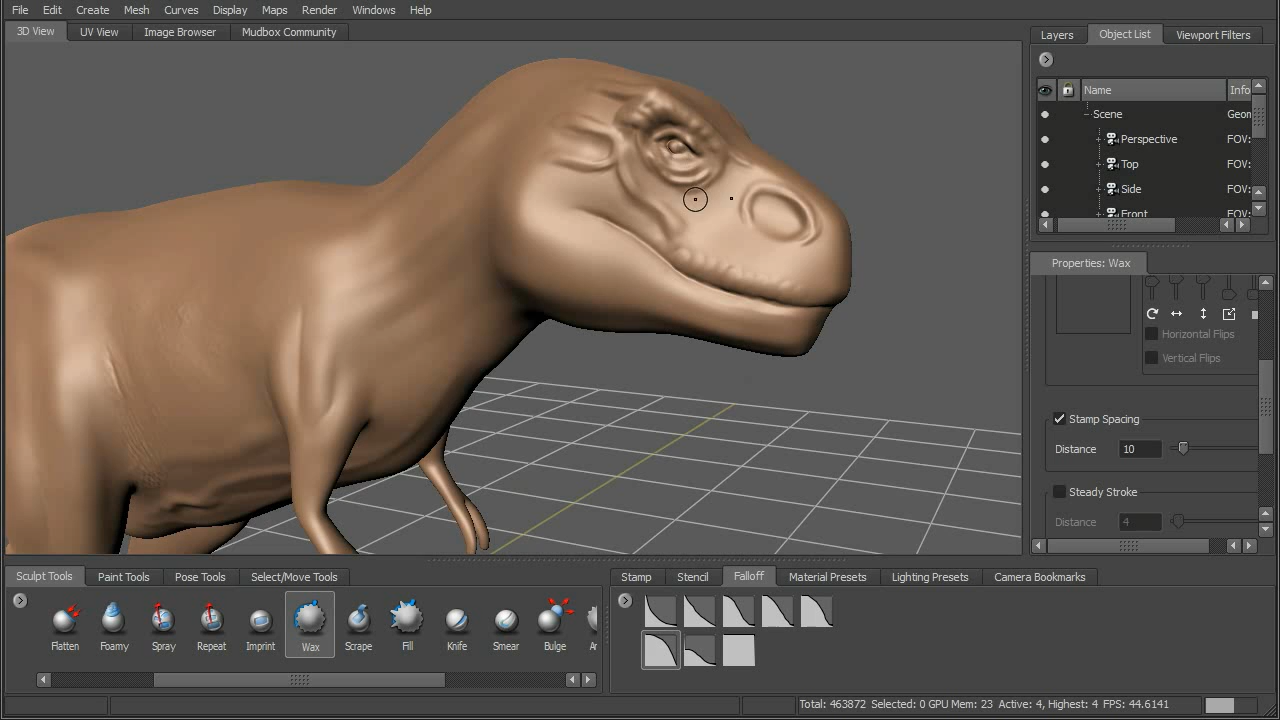 File Edit Create Mesh Curves Display Maps Render Windows Help
3D View UV View Image Browser Mudbox Community
Layers Object List Viewport Filters
Name Info
Scene Geon
Perspective FOV:
Top FOV:
Side FOV:
Front FOV:
Properties: Wax
Horizontal Flips
Vertical Flips
Stamp Spacing
Distance 10
Steady Stroke
Distance 4
Sculpt Tools Paint Tools Pose Tools Select/Move Tools
Stamp Stencil Falloff Material Presets Lighting Presets Camera Bookmarks
Flatten Foamy Spray Repeat Imprint Wax Scrape Fill Knife Smear Bulge
Total: 463872 Selected: 0 GPU Mem: 23 Active: 4, Highest: 4 FPS: 44.6141